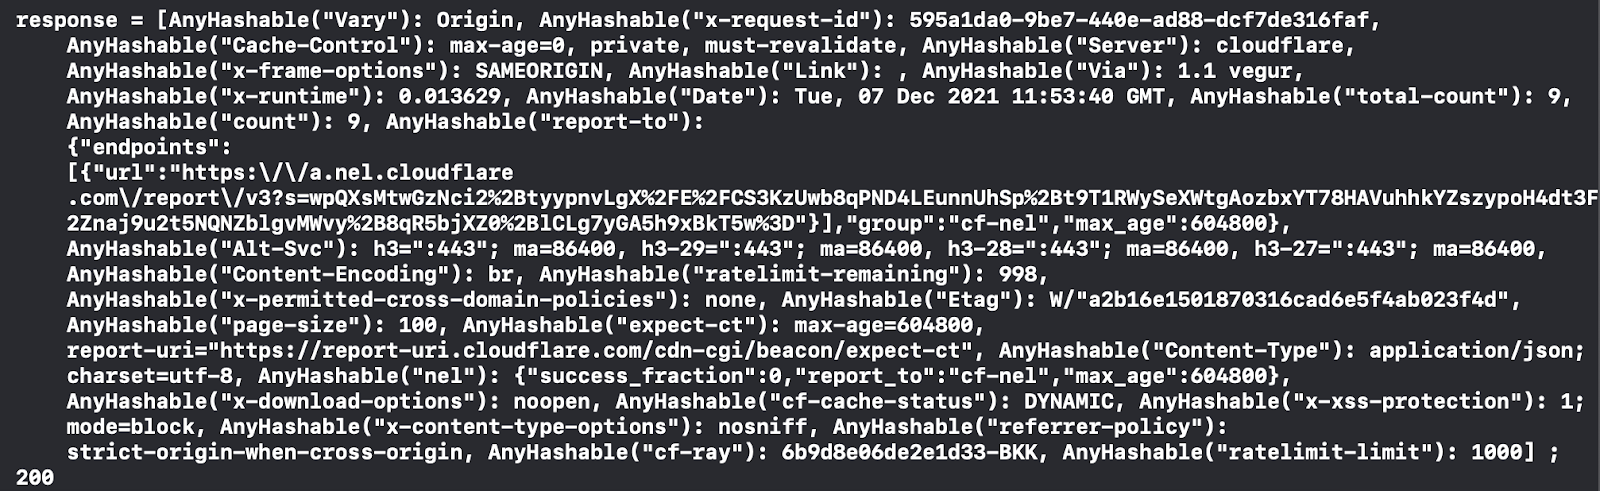 response = [AnyHashable("Vary"): Origin, AnyHashable("x-request-id"): 595a1da0-9be7-440e-ad88-dcf7de316faf,
AnyHashable("Cache-Control"): max-age=0, private, must-revalidate, AnyHashable("Server"): cloudflare,
AnyHashable("x-frame-options"): SAMEORIGIN, AnyHashable("Link"): , AnyHashable("Via"): 1.1 vegur,
AnyHashable("x-runtime"): 0.013629, AnyHashable("Date"): Tue, 07 Dec 2021 11:53:40 GMT, AnyHashable("total-count"): 9,
AnyHashable("count"): 9, AnyHashable("report-to"):
{"endpoints":
[{"url":"https:\/\/a.nel.cloudflare
.com\/report\/v3?s=wpQXsMtwGzNci2%2BtyypnvLgX%2FE%2FCS3KzUwb8qPND4LEunnUhSp%2Bt9T1RWySeXWtgAozbxYT78HAVuhhkYZszypoH4dt3F
2Znaj9u2t5NQNZblgvMWvy%2B8qR5bjXZ0%2BlCLg7yGA5h9xBkT5w%3D"}],"group":"cf-nel","max_age":604800},
AnyHashable("Alt-Svc"): h3=":443"; ma=86400, h3-29=":443"; ma=86400, h3-28=":443"; ma=86400, h3-27=":443"; ma=86400,
AnyHashable("Content-Encoding"): br, AnyHashable("ratelimit-remaining"): 998,
AnyHashable("x-permitted-cross-domain-policies"): none, AnyHashable("Etag"): W/"a2b16e1501870316cad6e5f4ab023f4d",
AnyHashable("page-size"): 100, AnyHashable("expect-ct"): max-age=604800,
report-uri="https://report-uri.cloudflare.com/cdn-cgi/beacon/expect-ct", AnyHashable("Content-Type"): application/json;
charset=utf-8, AnyHashable("nel"): {"success_fraction":0,"report_to":"cf-nel","max_age":604800},
AnyHashable("x-download-options"): noopen, AnyHashable("cf-cache-status"): DYNAMIC, AnyHashable("x-xss-protection"): 1;
mode=block, AnyHashable("x-content-type-options"): nosniff, AnyHashable("referrer-policy"):
strict-origin-when-cross-origin, AnyHashable("cf-ray"): 6b9d8e06de2e1d33-BKK, AnyHashable("ratelimit-limit"): 1000] ;
200